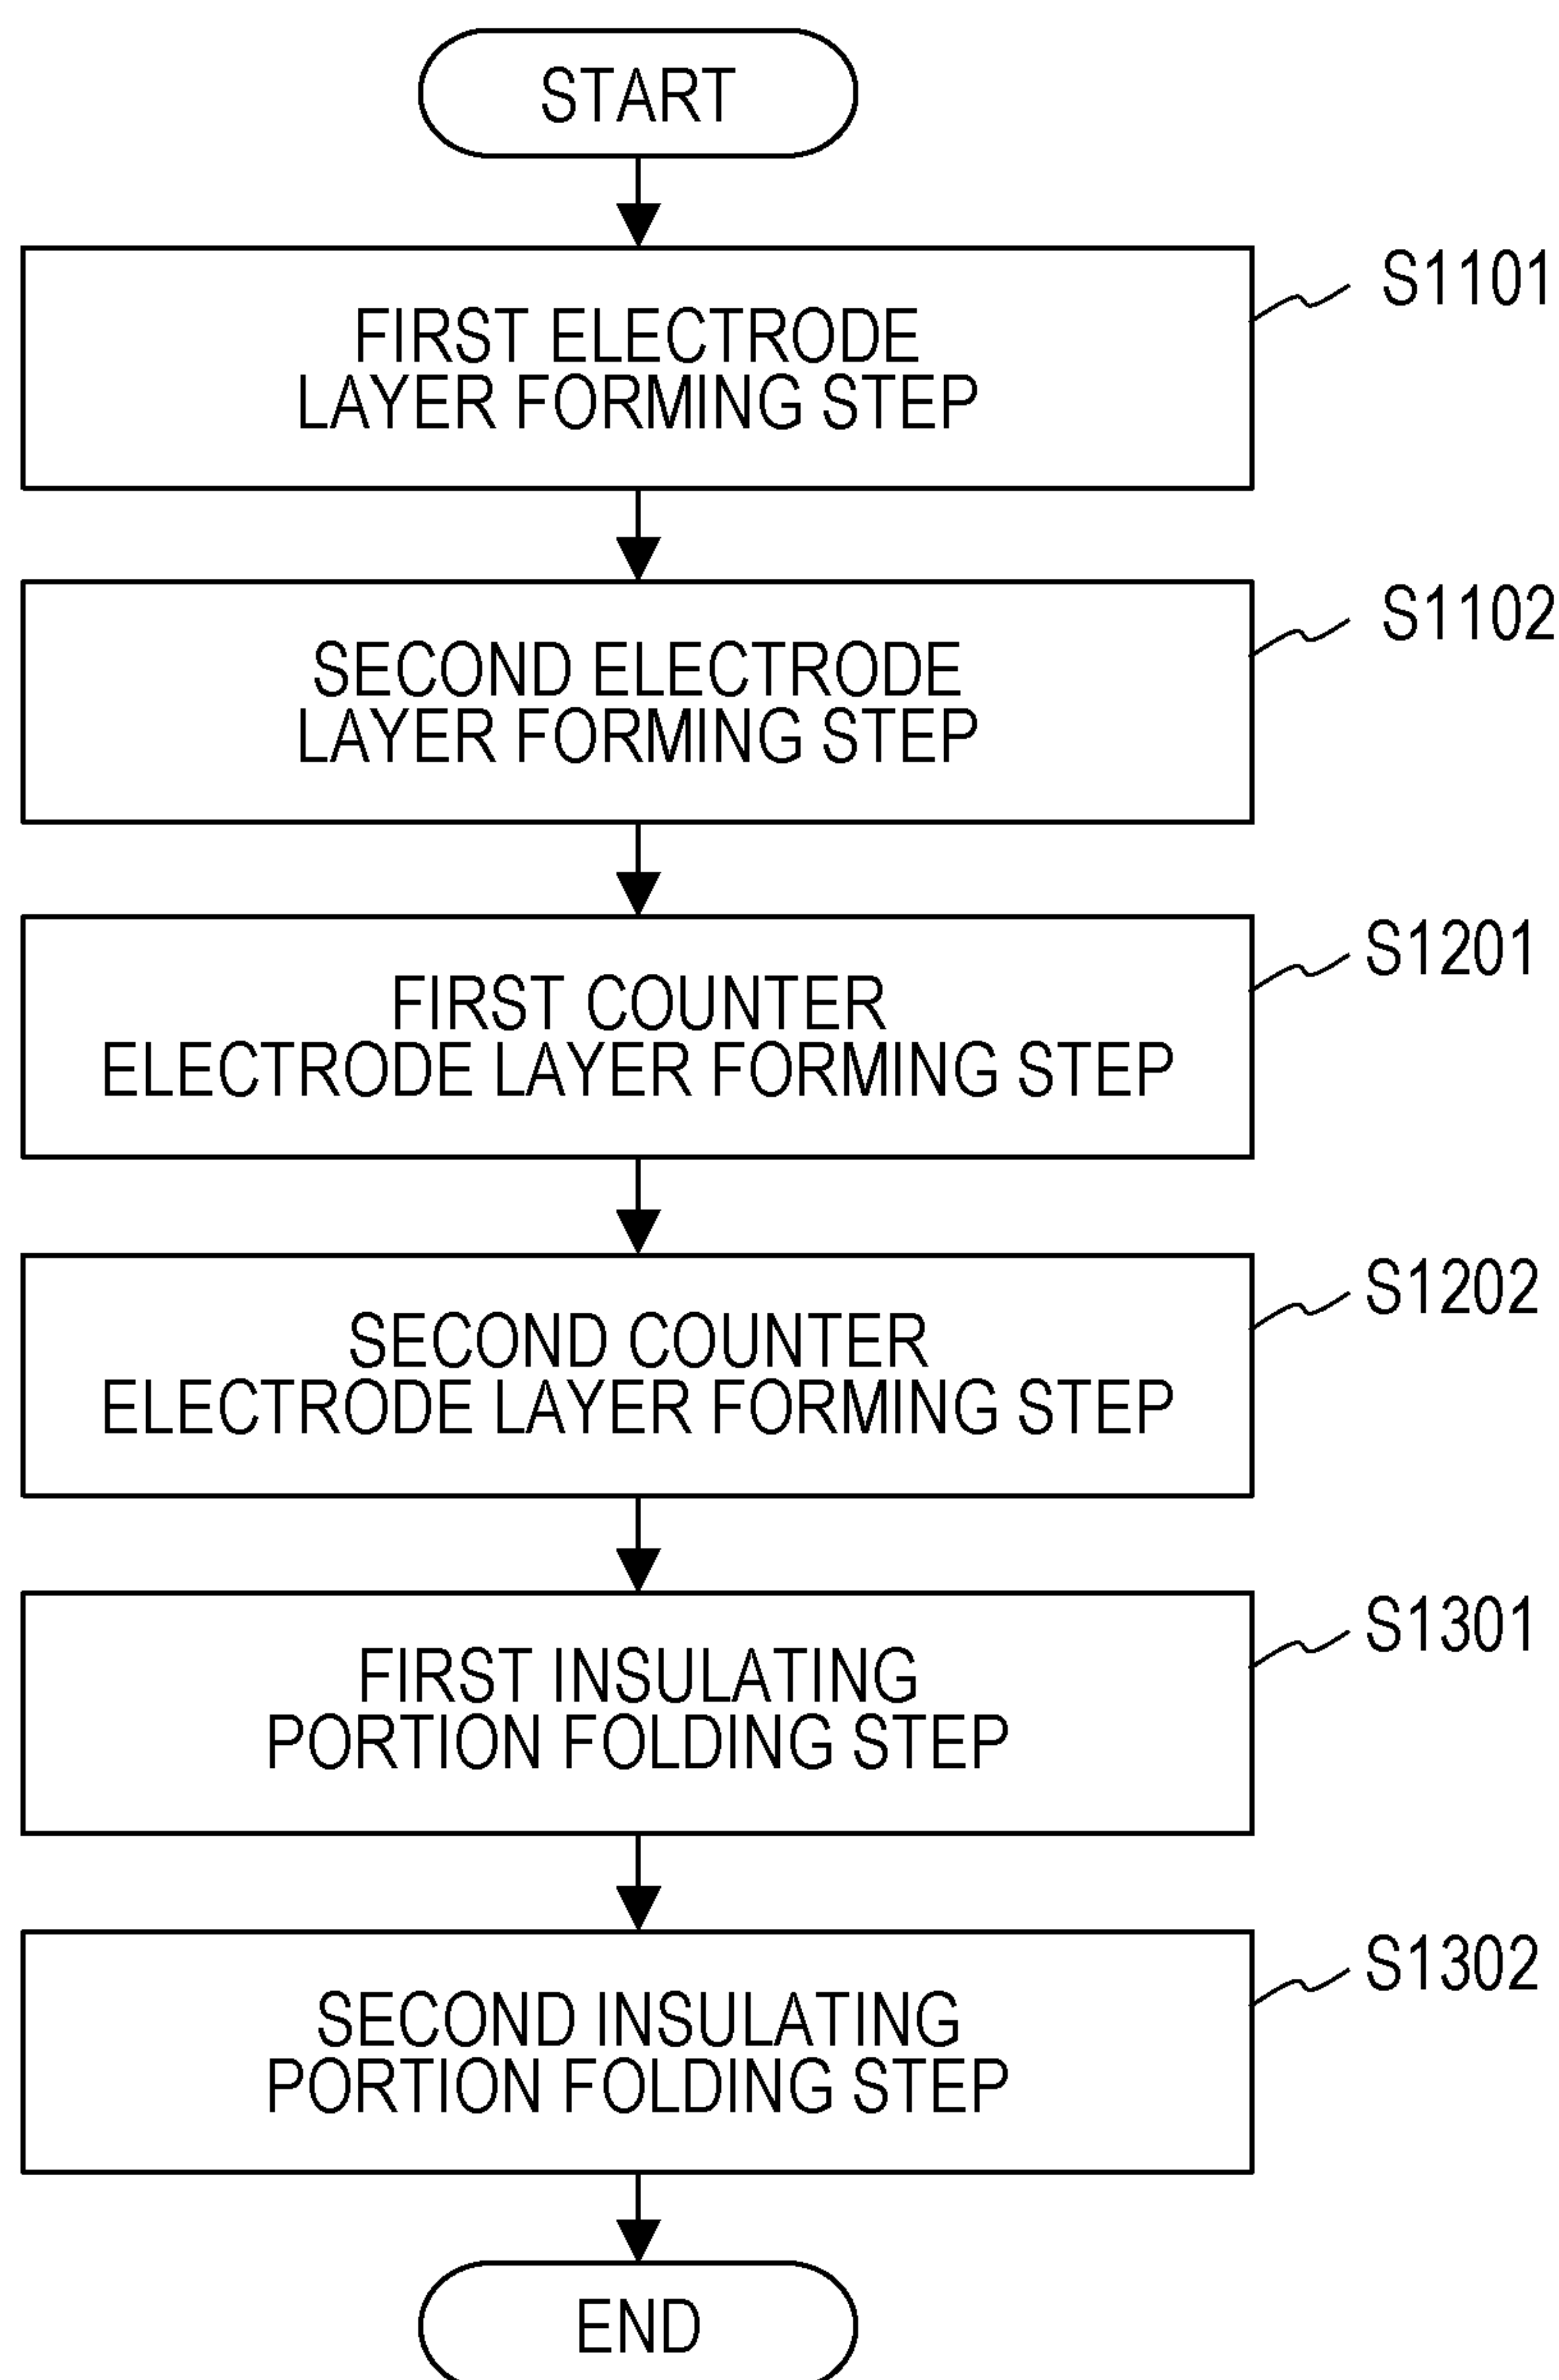 START
FIRST ELECTRODE
LAYER FORMING STEP
S1101
SECOND ELECTRODE
LAYER FORMING STEP
S1102
FIRST COUNTER
ELECTRODE LAYER FORMING STEP
S1201
SECOND COUNTER
ELECTRODE LAYER FORMING STEP
S1202
FIRST INSULATING
PORTION FOLDING STEP
S1301
SECOND INSULATING
PORTION FOLDING STEP
S1302
END